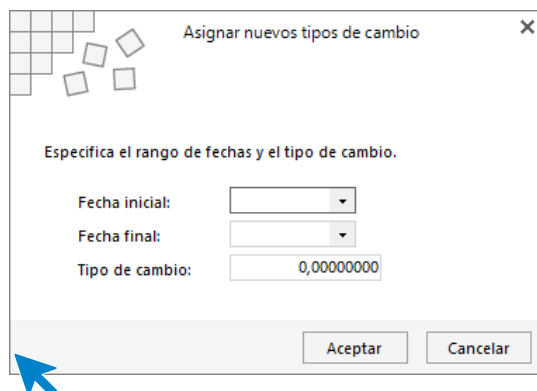 Asignar nuevos tipos de cambio
Especifica el rango de fechas y el tipo de cambio.
Fecha inicial:
Fecha final:
Tipo de cambio: 0,00000000
Aceptar Cancelar